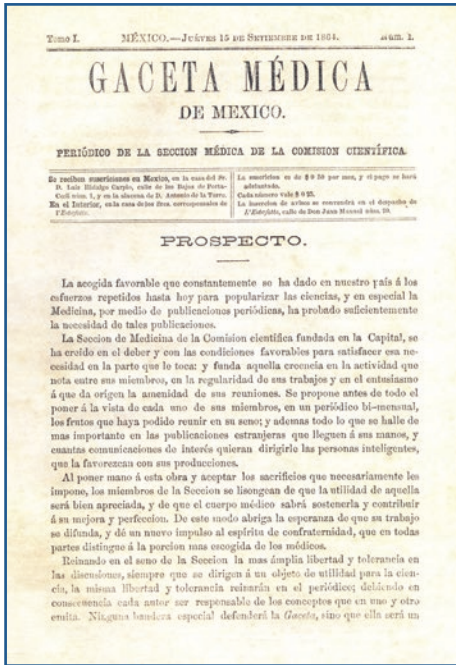 Tomo I. MÉXICO.—JUÉVES 15 DE SETIEMBRE DE 1864. Núm. 1.
GACETA MÉDICA
DE MEXICO.
PERIÓDICO DE LA SECCION MÉDICA DE LA COMISION CIENTÍFICA.
Se reciben suscriciones en Mexico, en la casa del Sr.
D. Luis Hidalgo Carpio, calle de los Bajos de Porta-
Cœli núm. 1, y en la alacena de D. Antonio de la Torre.
En el Interior, en la casa de los Sres. corresponsales de
l'Estafette.
La suscricion es de $ 0 50 por mes, y el pago se hará
adelantado.
Cada número vale $ 0 25.
La insercion de avisos se contratará en el despacho de
L'Estafette, calle de Don Juan Manuel núm. 20.
PROSPECTO.
La acogida favorable que constantemente se ha dado en nuestro pais á los
esfuerzos repetidos hasta hoy para popularizar las ciencias, y en especial la
Medicina, por medio de publicaciones periódicas, ha probado suficientemente
la necesidad de tales publicaciones.
La Seccion de Medicina de la Comision científica fundada en la Capital, se
ha creido en el deber y con las condiciones favorables para satisfacer esa ne-
cesidad en la parte que le toca: y funda aquella creencia en la actividad que
nota entre sus miembros, en la regularidad de sus trabajos y en el entusiasmo
á que da origen la amenidad de sus reuniones. Se propone antes de todo el
poner á la vista de cada uno de sus miembros, en un periódico bi-mensual,
los frutos que haya podido reunir en su seno; y ademas todo lo que se halle de
mas importante en las publicaciones estranjeras que lleguen á sus manos, y
cuantas comunicaciones de interés quieran dirigirle las personas inteligentes,
que la favorezcan con sus producciones.
Al poner mano á esta obra y aceptar los sacrificios que necesariamente les
impone, los miembros de la Seccion se lisongean de que la utilidad de aquella
será bien apreciada, y de que el cuerpo médico sabrá sostenerla y contribuir
á su mejora y perfeccion. De este modo abriga la esperanza de que su trabajo
se difunda, y dé un nuevo impulso al espíritu de confraternidad, que en todas
partes distingue á la porcion mas escogida de los médicos.
Reinando en el seno de la Seccion la mas ámplia libertad y tolerancia en
las discusiones, siempre que se dirigen á un objeto de utilidad para la cien-
cia, la misma libertad y tolerancia reinarán en el periódico; debiendo en
consecuencia cada autor ser responsable de los conceptos que en uno y otro
emita. Ninguna bandera especial defenderá la Gaceta, sino que ella será un